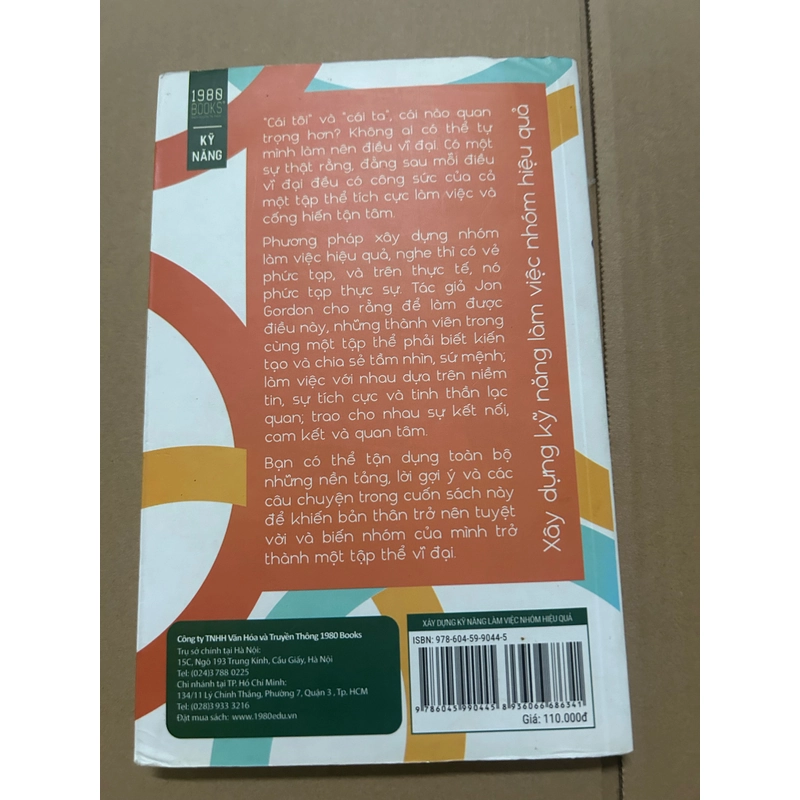 1980
BOOKS
KỸ
NĂNG
"Cái tôi" và "cái ta", cái nào quan
trọng hơn? Không ai có thể tự
mình làm nên điều vĩ đại. Có một
sự thật rằng, đằng sau mỗi điều
vĩ đại đều có công sức của cả
một tập thể tích cực làm việc và
cống hiến tận tâm.
Phương pháp xây dựng nhóm
làm việc hiệu quả, nghe thì có vẻ
phức tạp, và trên thực tế, nó
phức tạp thực sự. Tác giả Jon
Gordon cho rằng để làm được
điều này, những thành viên trong
cùng một tập thể phải biết kiến
tạo và chia sẻ tầm nhìn, sứ mệnh;
làm việc với nhau dựa trên niềm
tin, sự tích cực và tinh thần lạc
quan; trao cho nhau sự kết nối,
cam kết và quan tâm.
Bạn có thể tận dụng toàn bộ
những nền tảng, lời gợi ý và các
câu chuyện trong cuốn sách này
để khiến bản thân trở nên tuyệt
vời và biến nhóm của mình trở
thành một tập thể vĩ đại.
Xây dựng kỹ năng làm việc nhóm hiệu quả
Công ty TNHH Văn Hóa và Truyền Thông 1980 Books
Trụ sở chính tại Hà Nội:
15C, Ngõ 193 Trung Kính, Cầu Giấy, Hà Nội
Tel: (024)3 788 0225
Chi nhánh tại TP. Hồ Chí Minh:
134/11 Lý Chính Thắng, Phường 7, Quận 3 , Tp. HCM
Tel: (028)3 933 3216
Đặt mua sách: www.1980edu.vn
XÂY DỰNG KỸ NĂNG LÀM VIỆC NHÓM HIỆU QUẢ
ISBN: 978-604-59-9044-5
9 786045 990445 8 936066 686341
Giá: 110.000đ